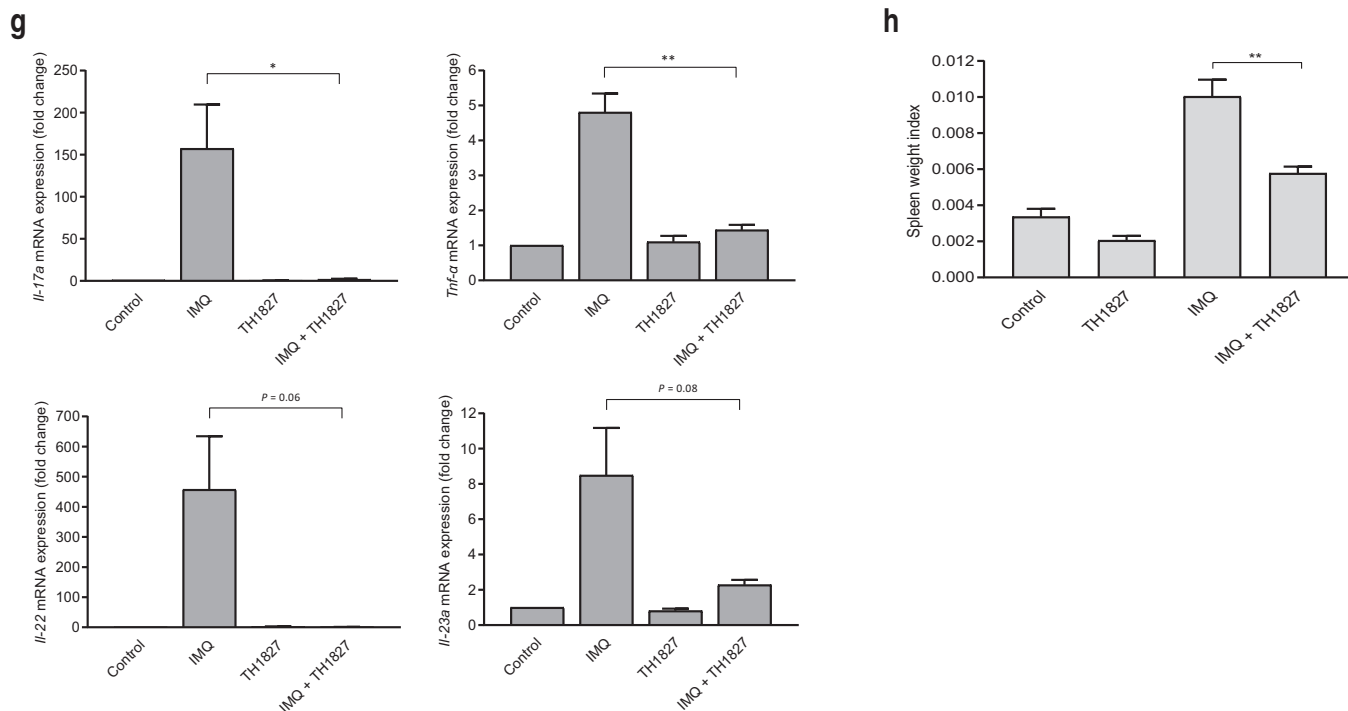 g
Il-17a mRNA expression (fold change)
250
200
150
100
50
0
*
Control
IMQ
TH1827
IMQ + TH1827
Tnf-α mRNA expression (fold change)
6
5
4
3
2
1
0
**
Control
IMQ
TH1827
IMQ + TH1827
Il-22 mRNA expression (fold change)
700
600
500
400
300
200
100
0
P = 0.06
Control
IMQ
TH1827
IMQ + TH1827
Il-23a mRNA expression (fold change)
12
10
8
6
4
2
0
P = 0.08
Control
IMQ
TH1827
IMQ + TH1827
h
Spleen weight index
0.012
0.010
0.008
0.006
0.004
0.002
0.000
**
Control
TH1827
IMQ
IMQ + TH1827